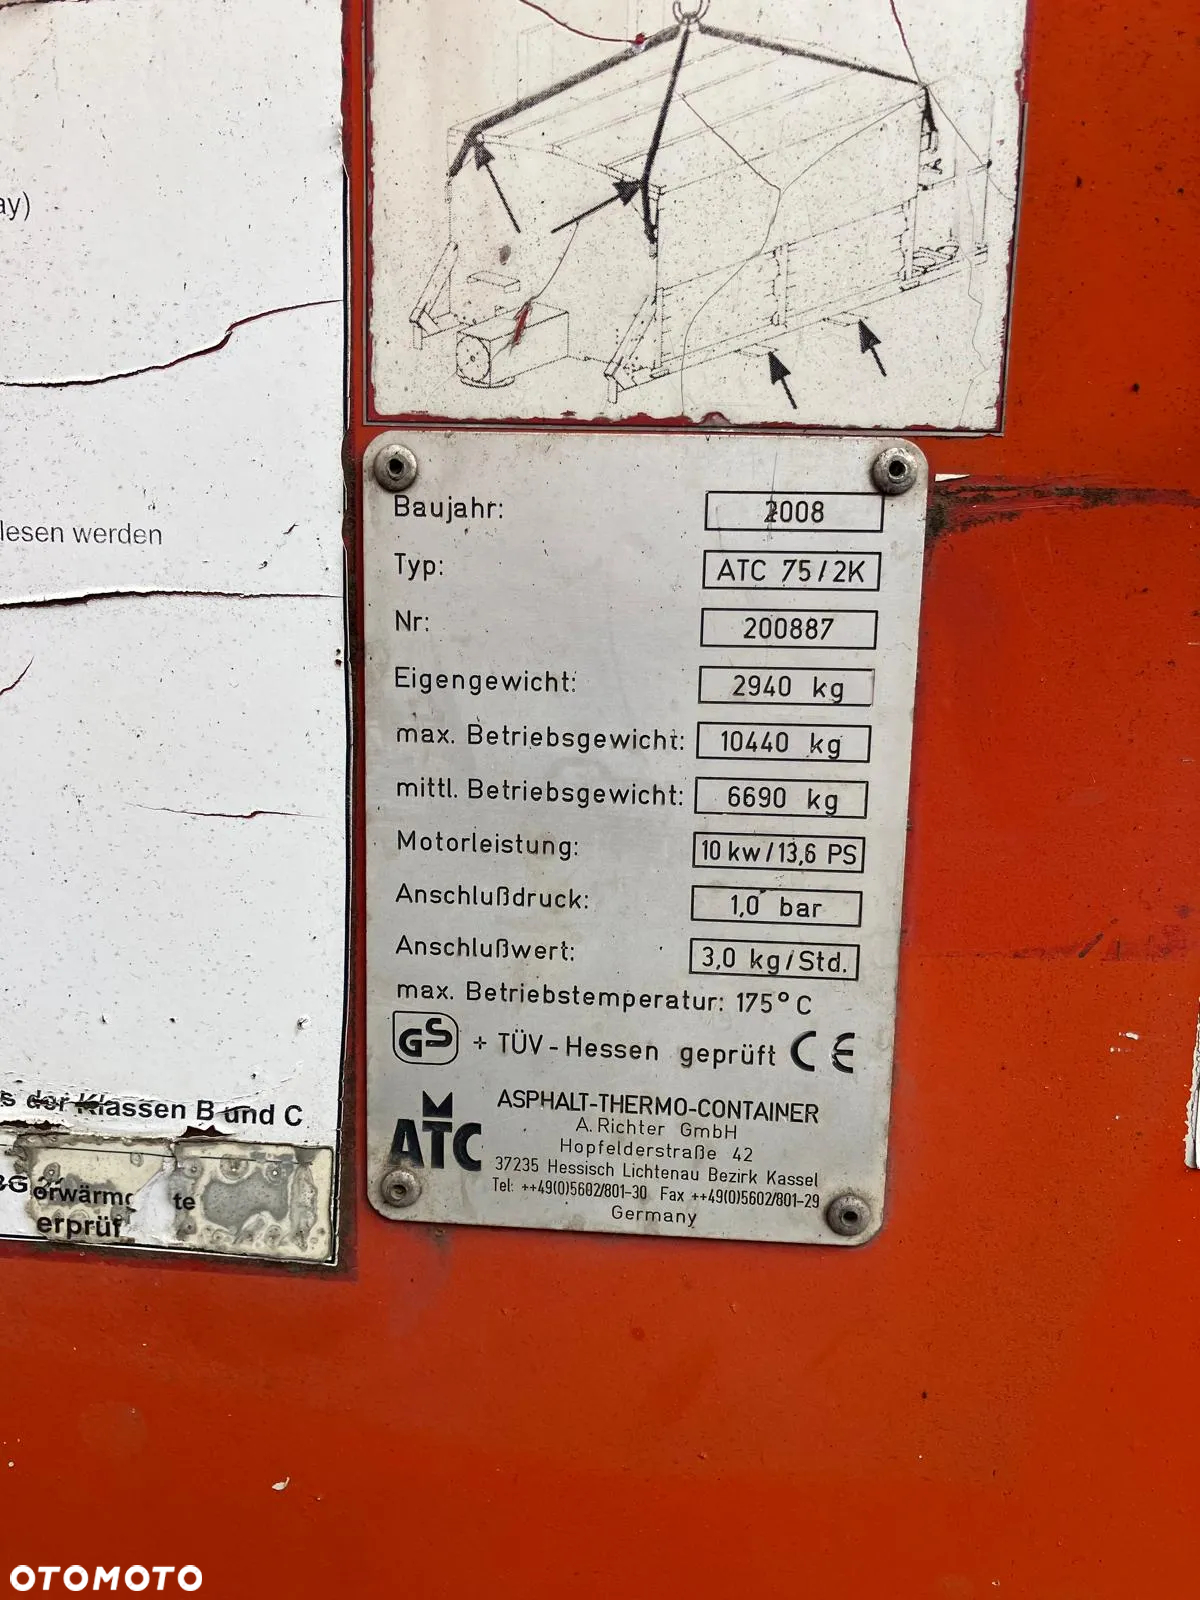 ay)
lesen werden
s der Klassen B und C
te
erprüf
Baujahr: 2008
Typ: ATC 75/2K
Nr: 200887
Eigengewicht: 2940 kg
max. Betriebsgewicht: 10440 kg
mittl. Betriebsgewicht: 6690 kg
Motorleistung: 10 kw/13,6 PS
Anschlußdruck: 1,0 bar
Anschlußwert: 3,0 kg/Std.
max. Betriebstemperatur: 175°C
GS + TÜV-Hessen geprüft CE
ATC
ASPHALT-THERMO-CONTAINER
A. Richter GmbH
Hopfelderstraße 42
37235 Hessisch Lichtenau Bezirk Kassel
Tel: ++49(0)5602/801-30 Fax ++49(0)5602/801-29
Germany
OTOMOTO